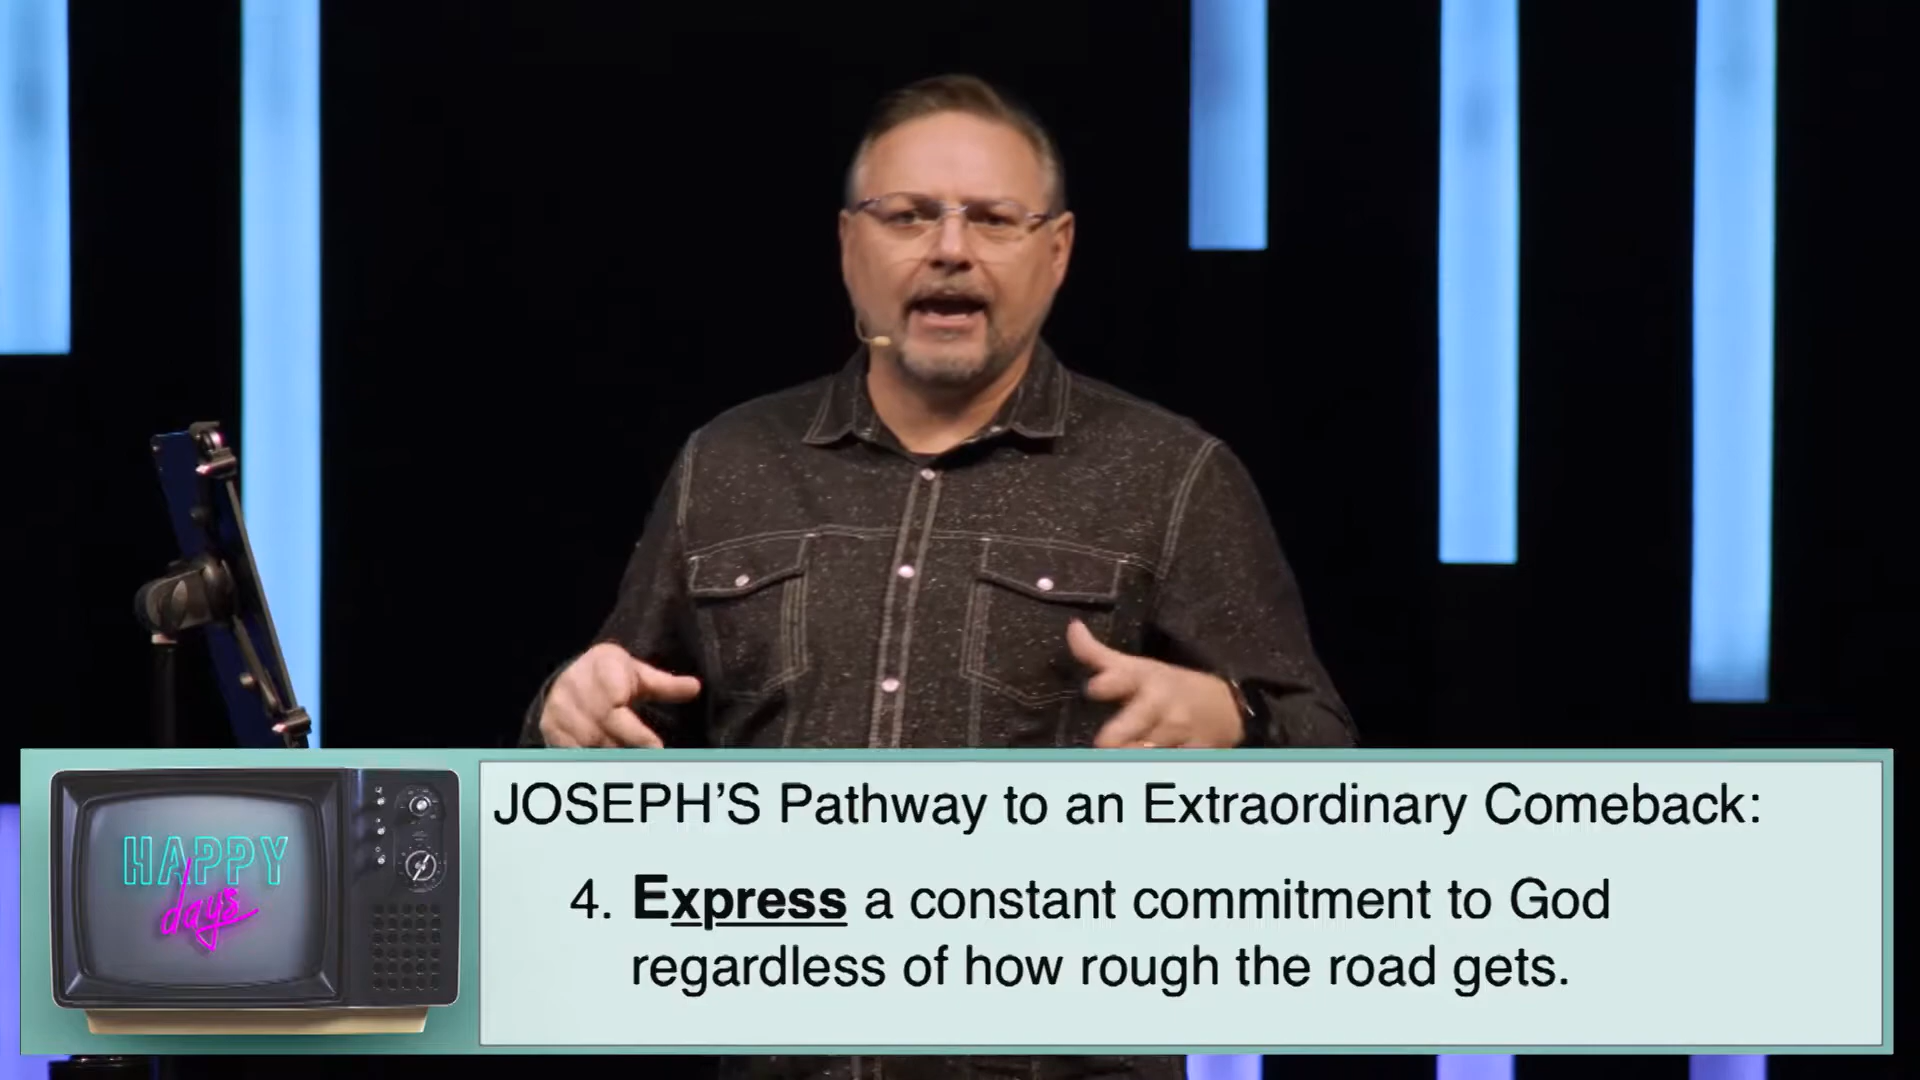 JOSEPH’S Pathway to an Extraordinary Comeback:
4. Express a constant commitment to God
regardless of how rough the road gets.
HAPPY
days